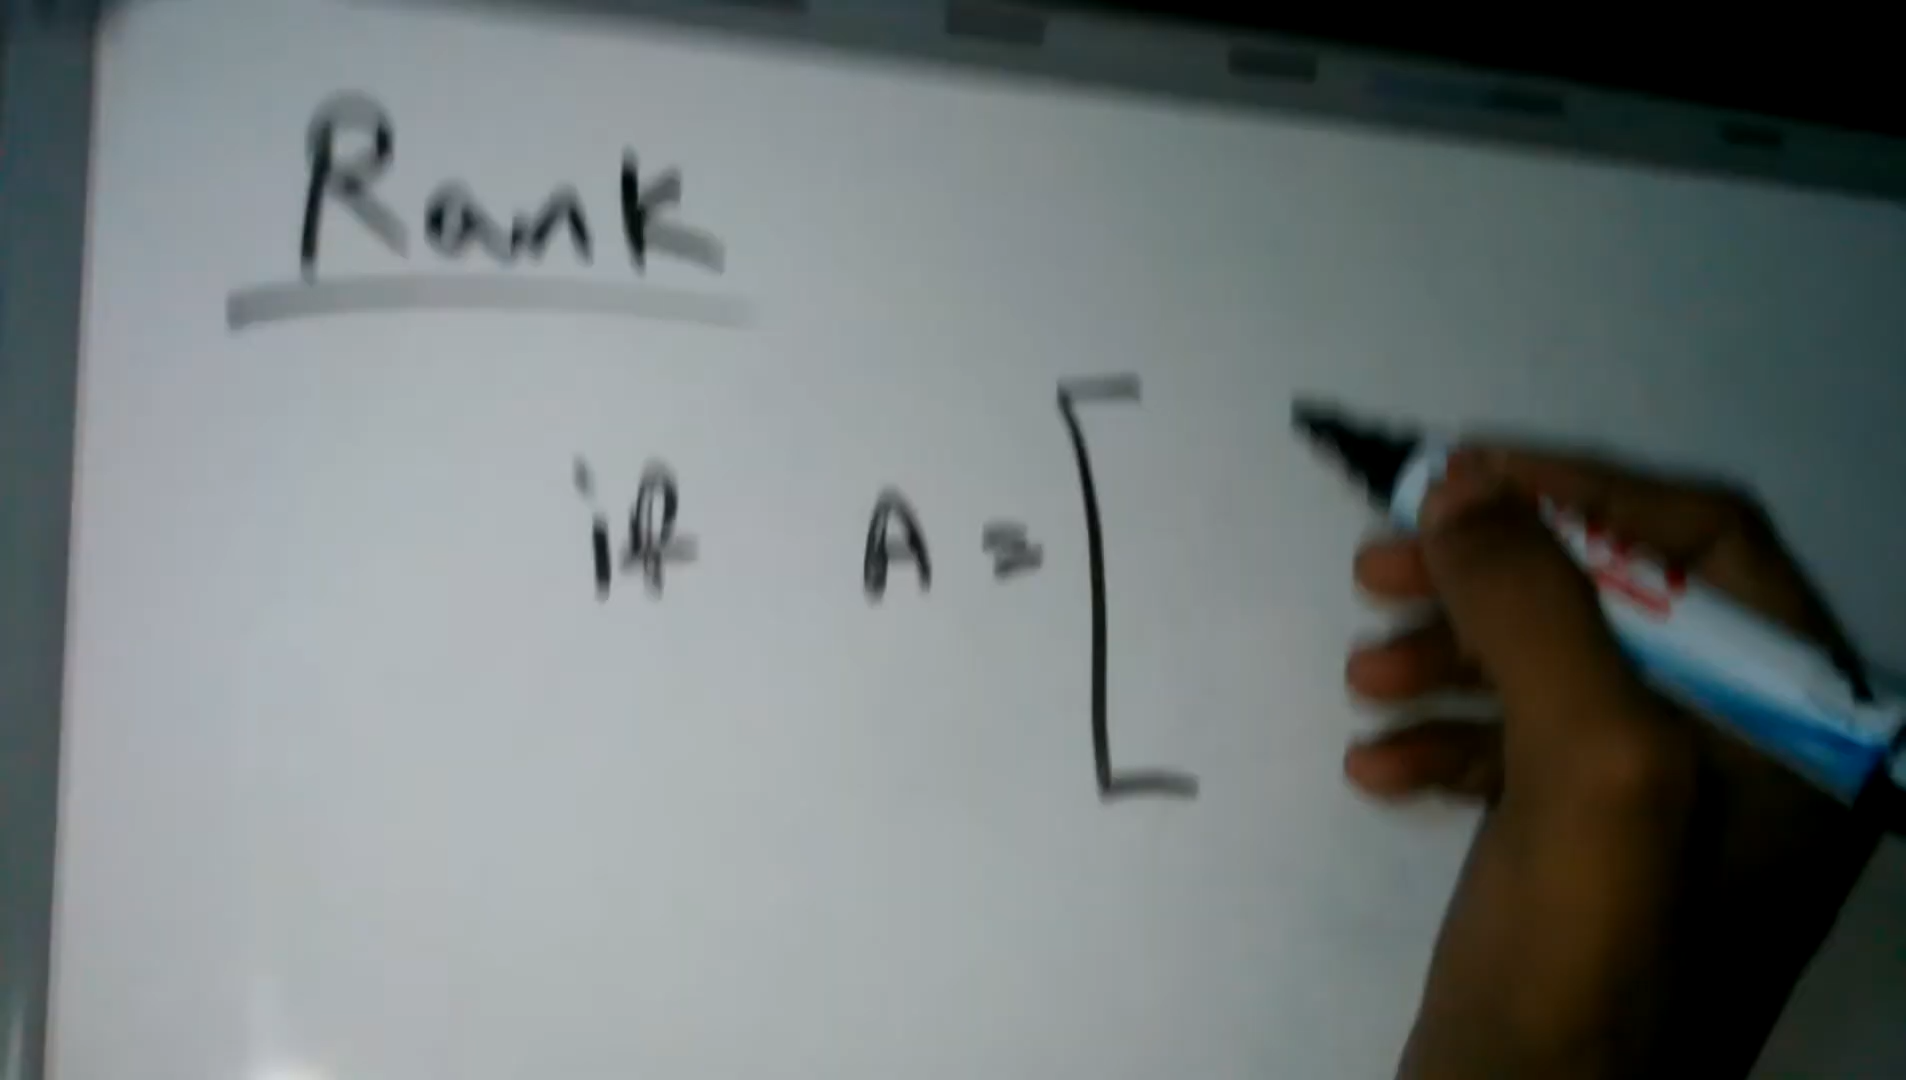 Rank
if A = [